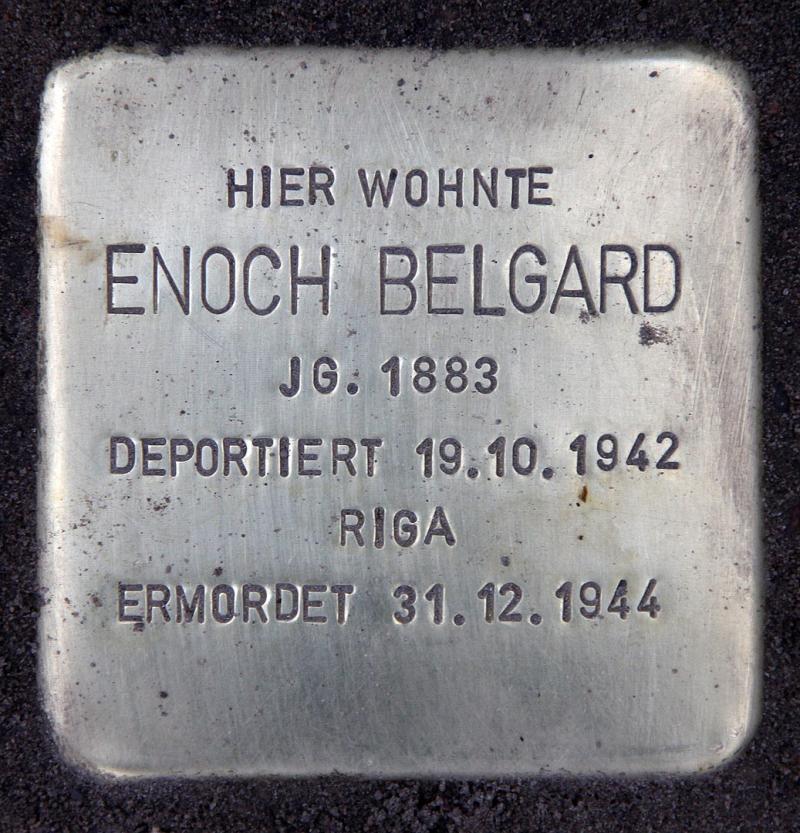 HIER WOHNTE
ENOCH BELGARD
JG. 1883
DEPORTIERT 19.10.1942
RIGA
ERMORDET 31.12.1944